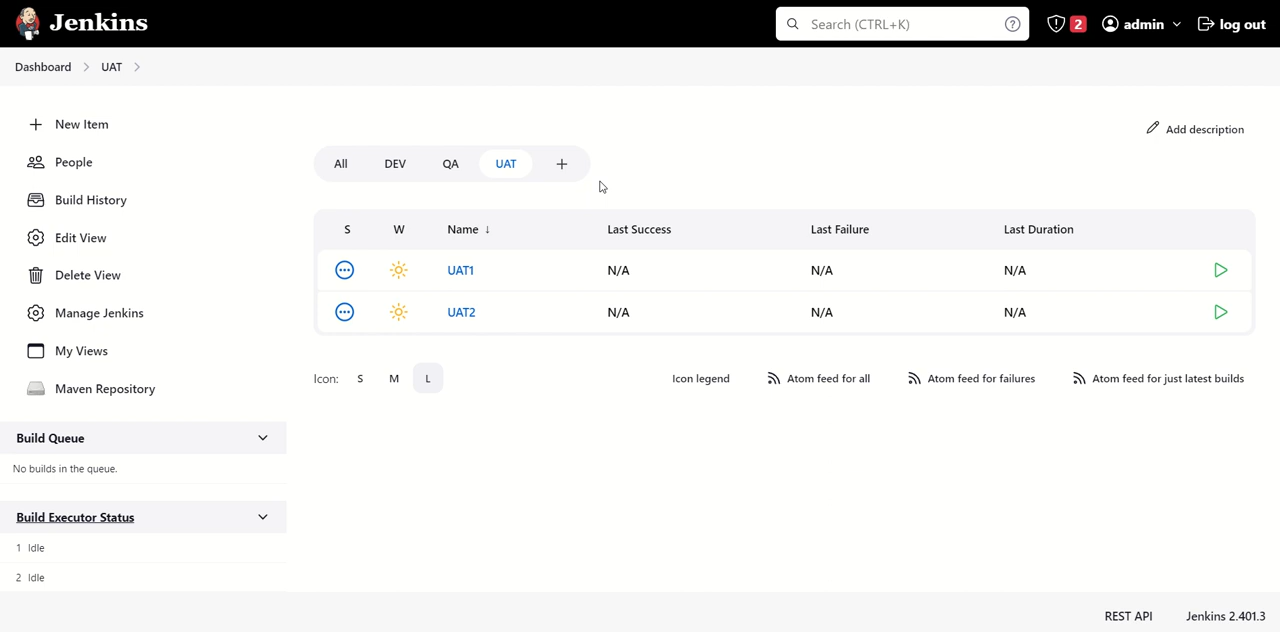 Jenkins
Search (CTRL+K)
2
admin
log out
Dashboard
UAT
New Item
People
Build History
Edit View
Delete View
Manage Jenkins
My Views
Maven Repository
Build Queue
No builds in the queue.
Build Executor Status
1 Idle
2 Idle
Add description
All DEV QA UAT +
S W Name ↓ Last Success Last Failure Last Duration
UAT1 N/A N/A N/A
UAT2 N/A N/A N/A
Icon: S M L
Icon legend
Atom feed for all
Atom feed for failures
Atom feed for just latest builds
REST API
Jenkins 2.401.3